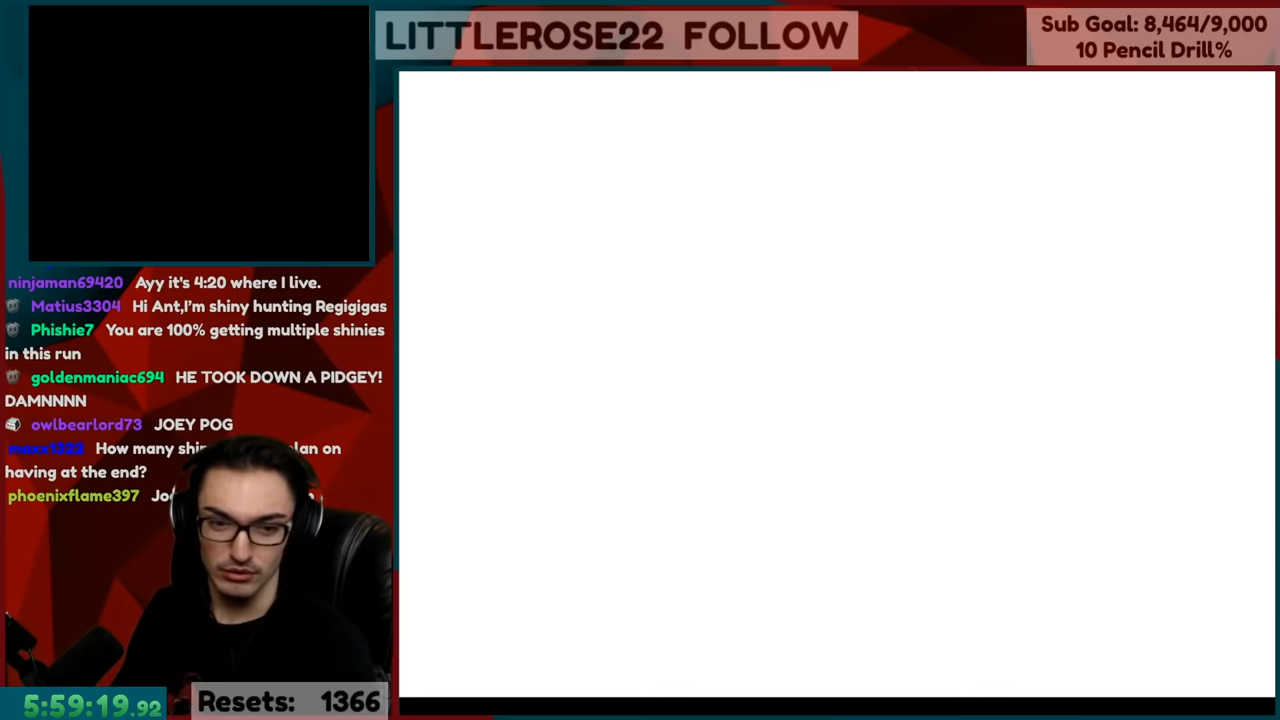 LITTLEROSE22 FOLLOW
Sub Goal: 8,464/9,000
10 Pencil Drill%
ninjaman69420 Ayy it's 4:20 where I live.
Matius3304 Hi Ant,I'm shiny hunting Regigigas
Phishie7 You are 100% getting multiple shinies
in this run
goldenmaniac694 HE TOOK DOWN A PIDGEY!
DAMNNNN
owlbearlord73 JOEY POG
maxx1322 How many on
having at the end?
phoenixflame397
5:59:19.92
Resets: 1366